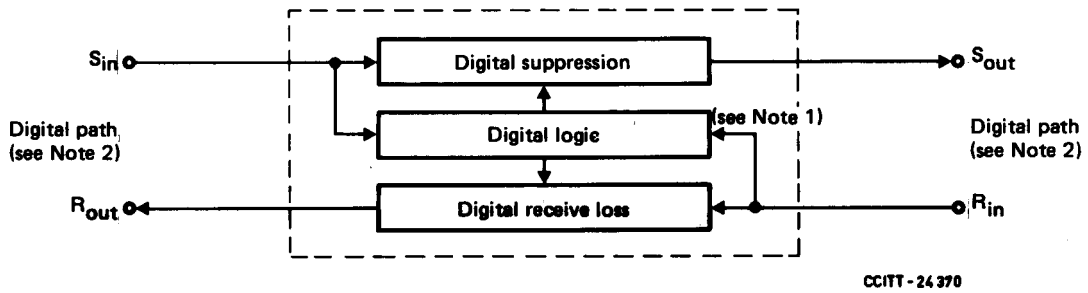 Sin
Digital suppression
Sout
Digital path
(see Note 2)
Digital logic
(see Note 1)
Digital path
(see Note 2)
Rout
Digital receive loss
Rin
CCITT - 24 370